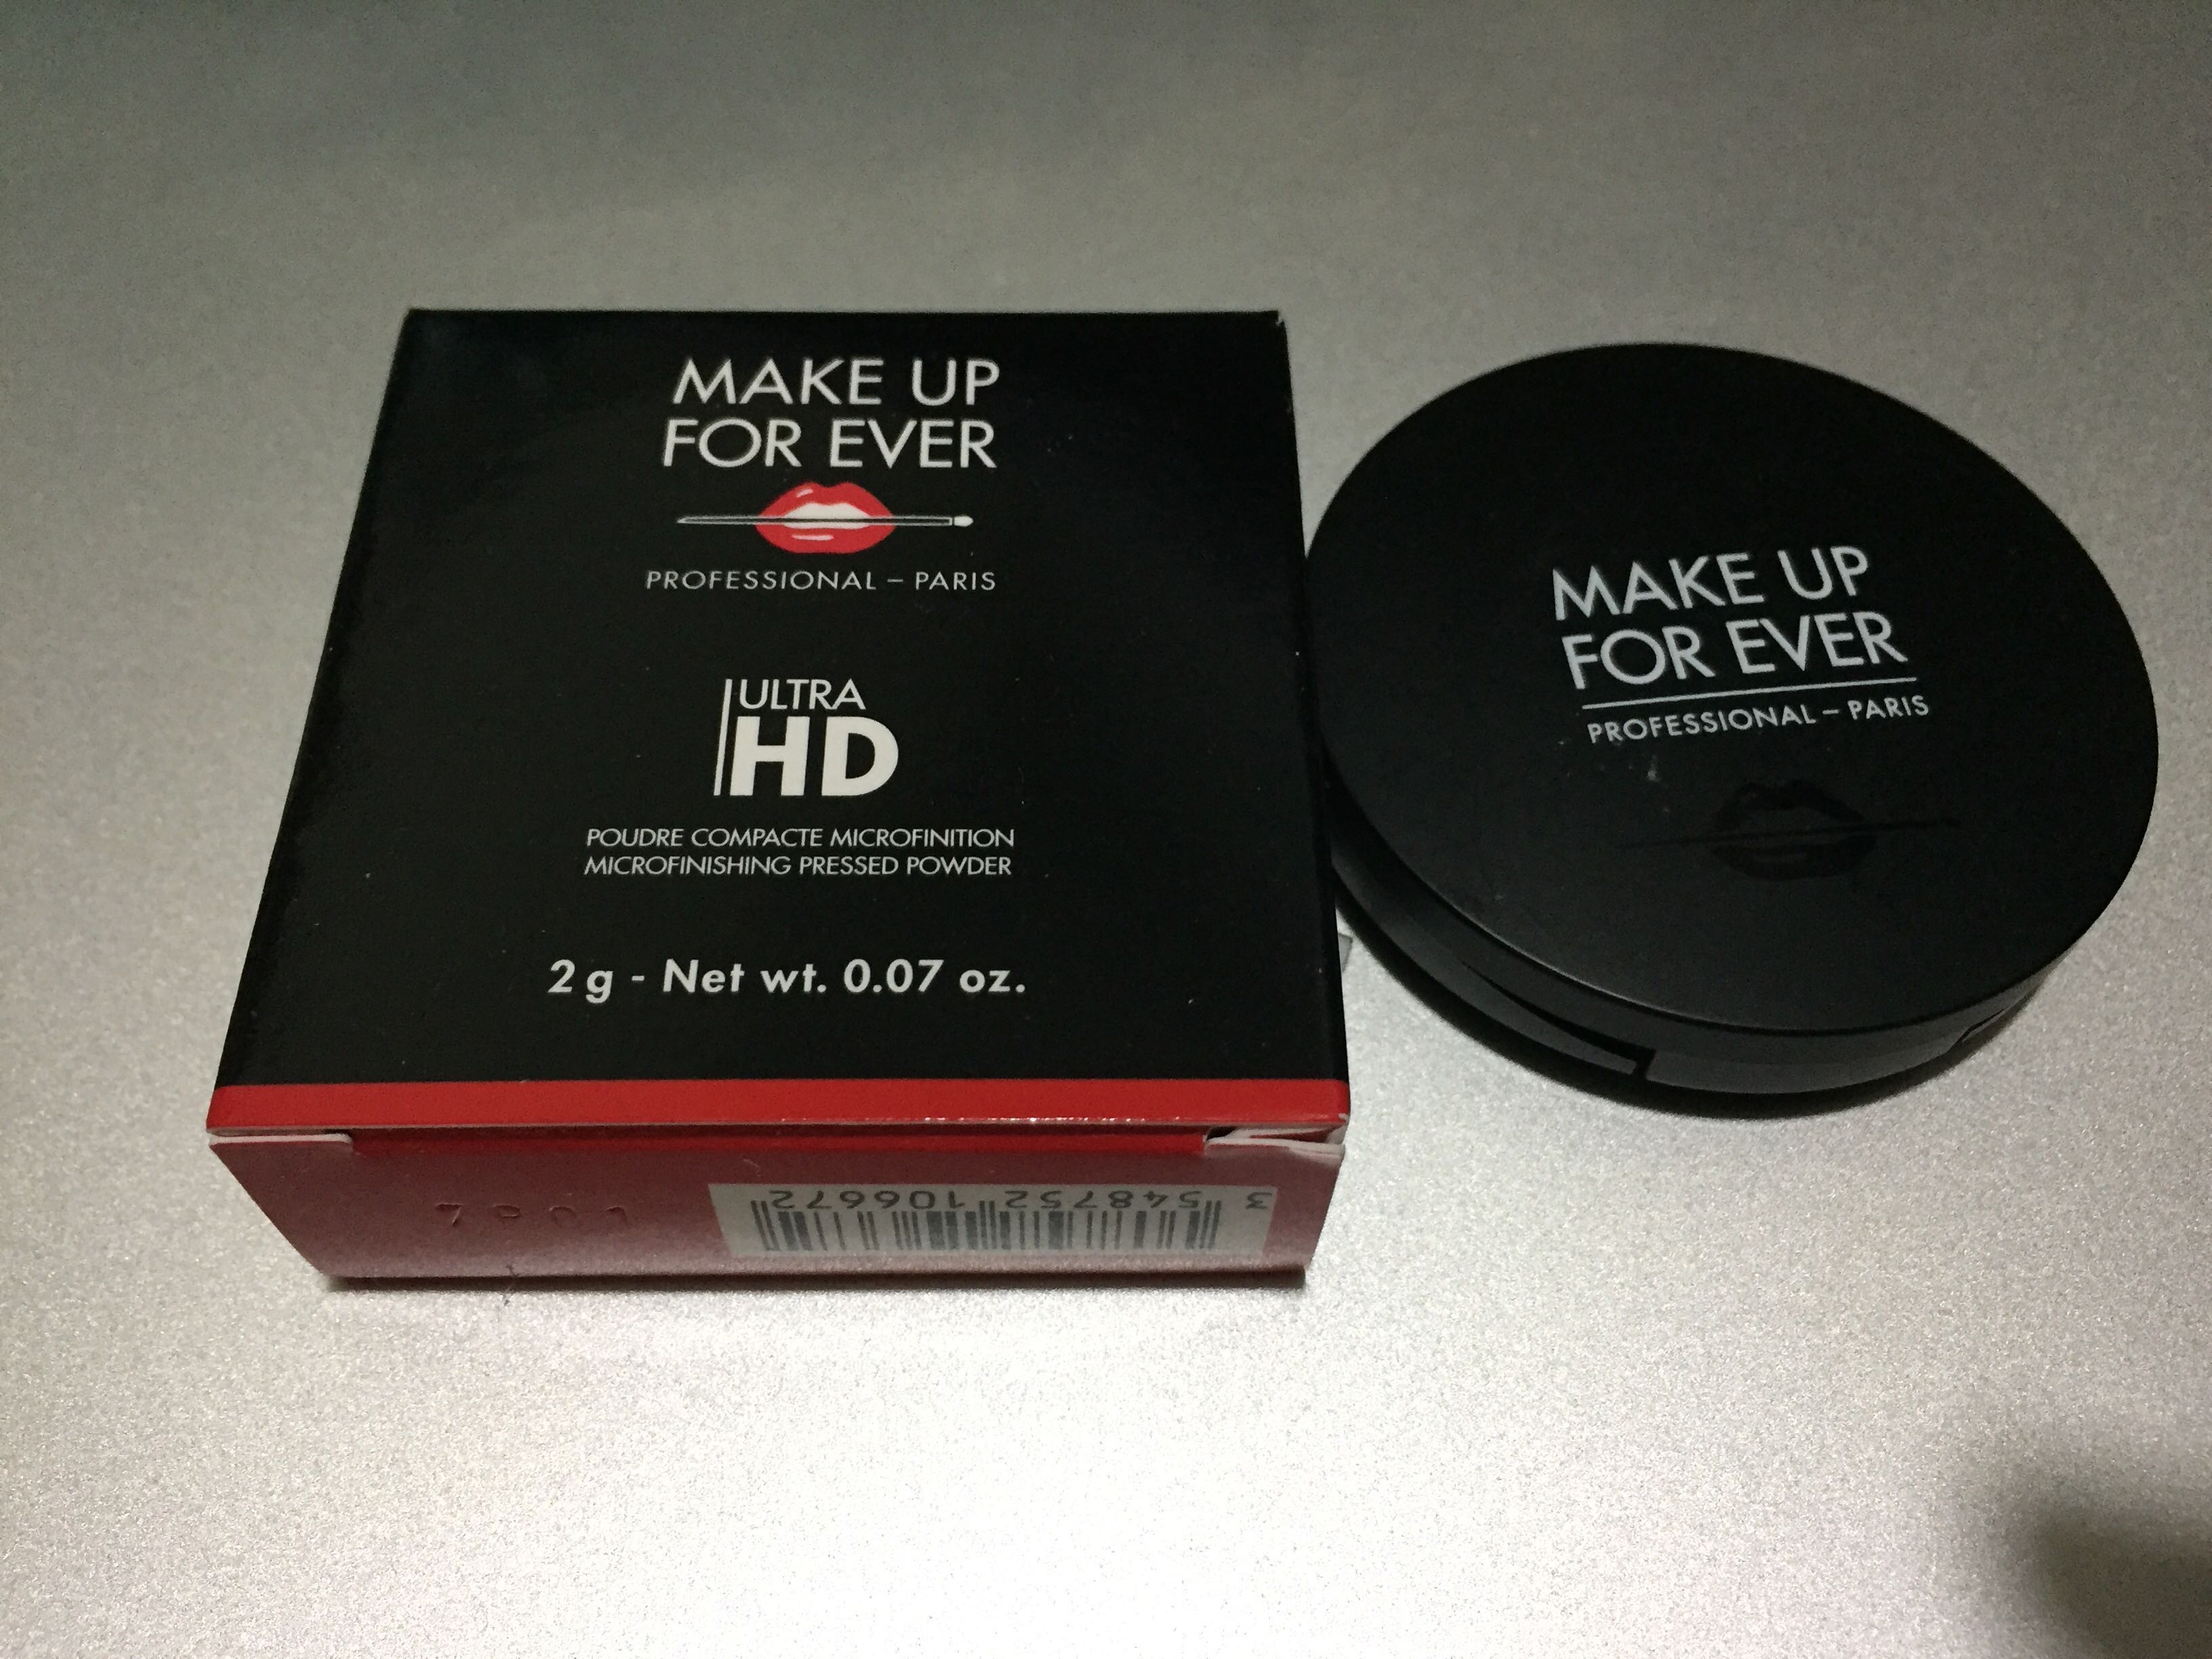 MAKE UP
FOR EVER
PROFESSIONAL – PARIS
ULTRA
HD
POUDRE COMPACTE MICROFINITION
MICROFINISHING PRESSED POWDER
2 g - Net wt. 0.07 oz.
3 548752 106672
MAKE UP
FOR EVER
PROFESSIONAL – PARIS